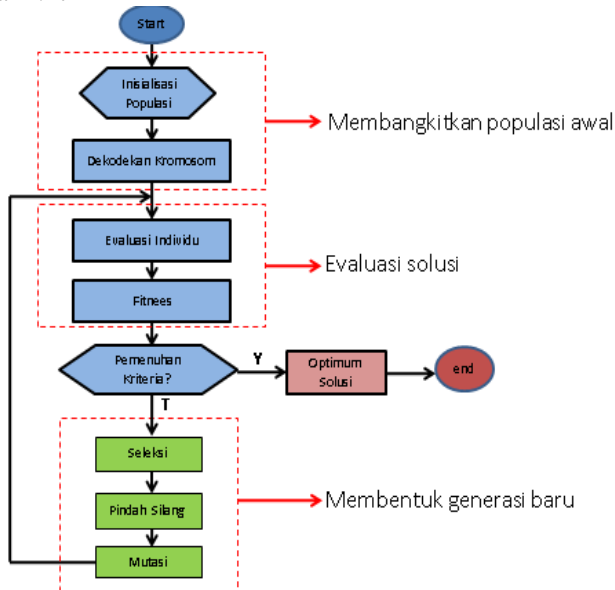 Start
Inisialisasi
Populasi
Membangkitkan populasi awal
Dekodekan Kromosom
Evaluasi Individu
Evaluasi solusi
Fitnees
Pemenuhan
Kriteria?
Y
Optimum
Solusi
end
T
Seleksi
Pindah Silang
Membentuk generasi baru
Mutasi